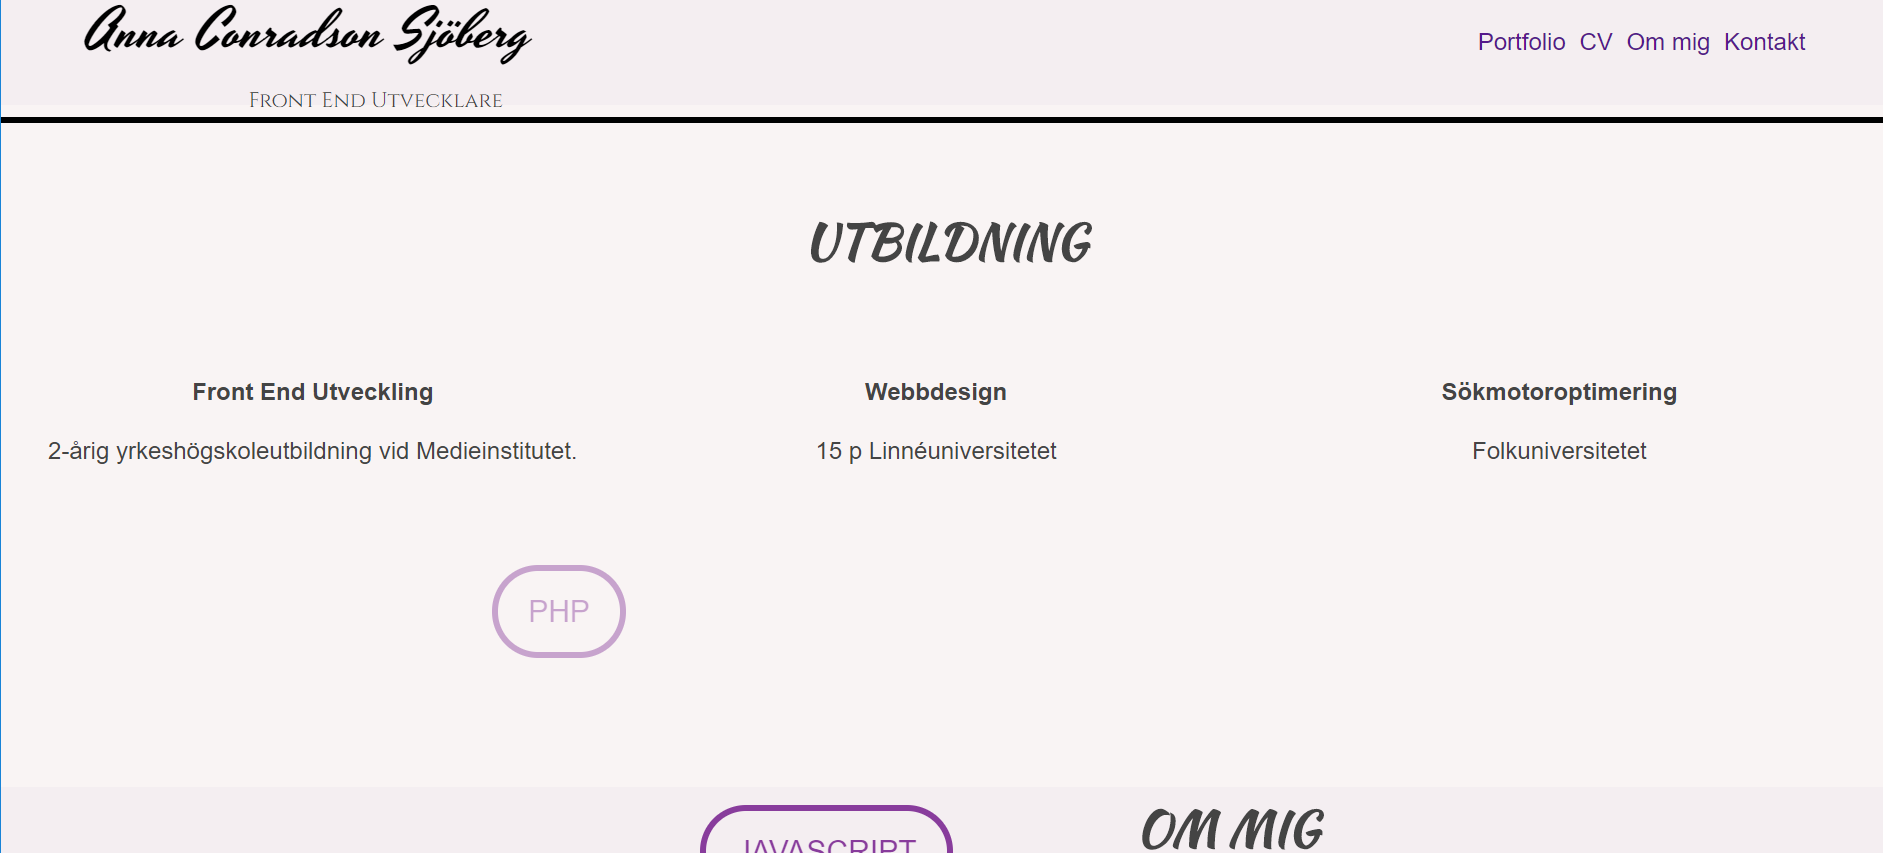 Anna Conradson Sjöberg
Portfolio CV Om mig Kontakt
Front End Utvecklare
UTBILDNING
Front End Utveckling
2-årig yrkeshögskoleutbildning vid Medieinstitutet.
Webbdesign
15 p Linnéuniversitetet
Sökmotoroptimering
Folkuniversitetet
PHP
JAVASCRIPT
OM MIG